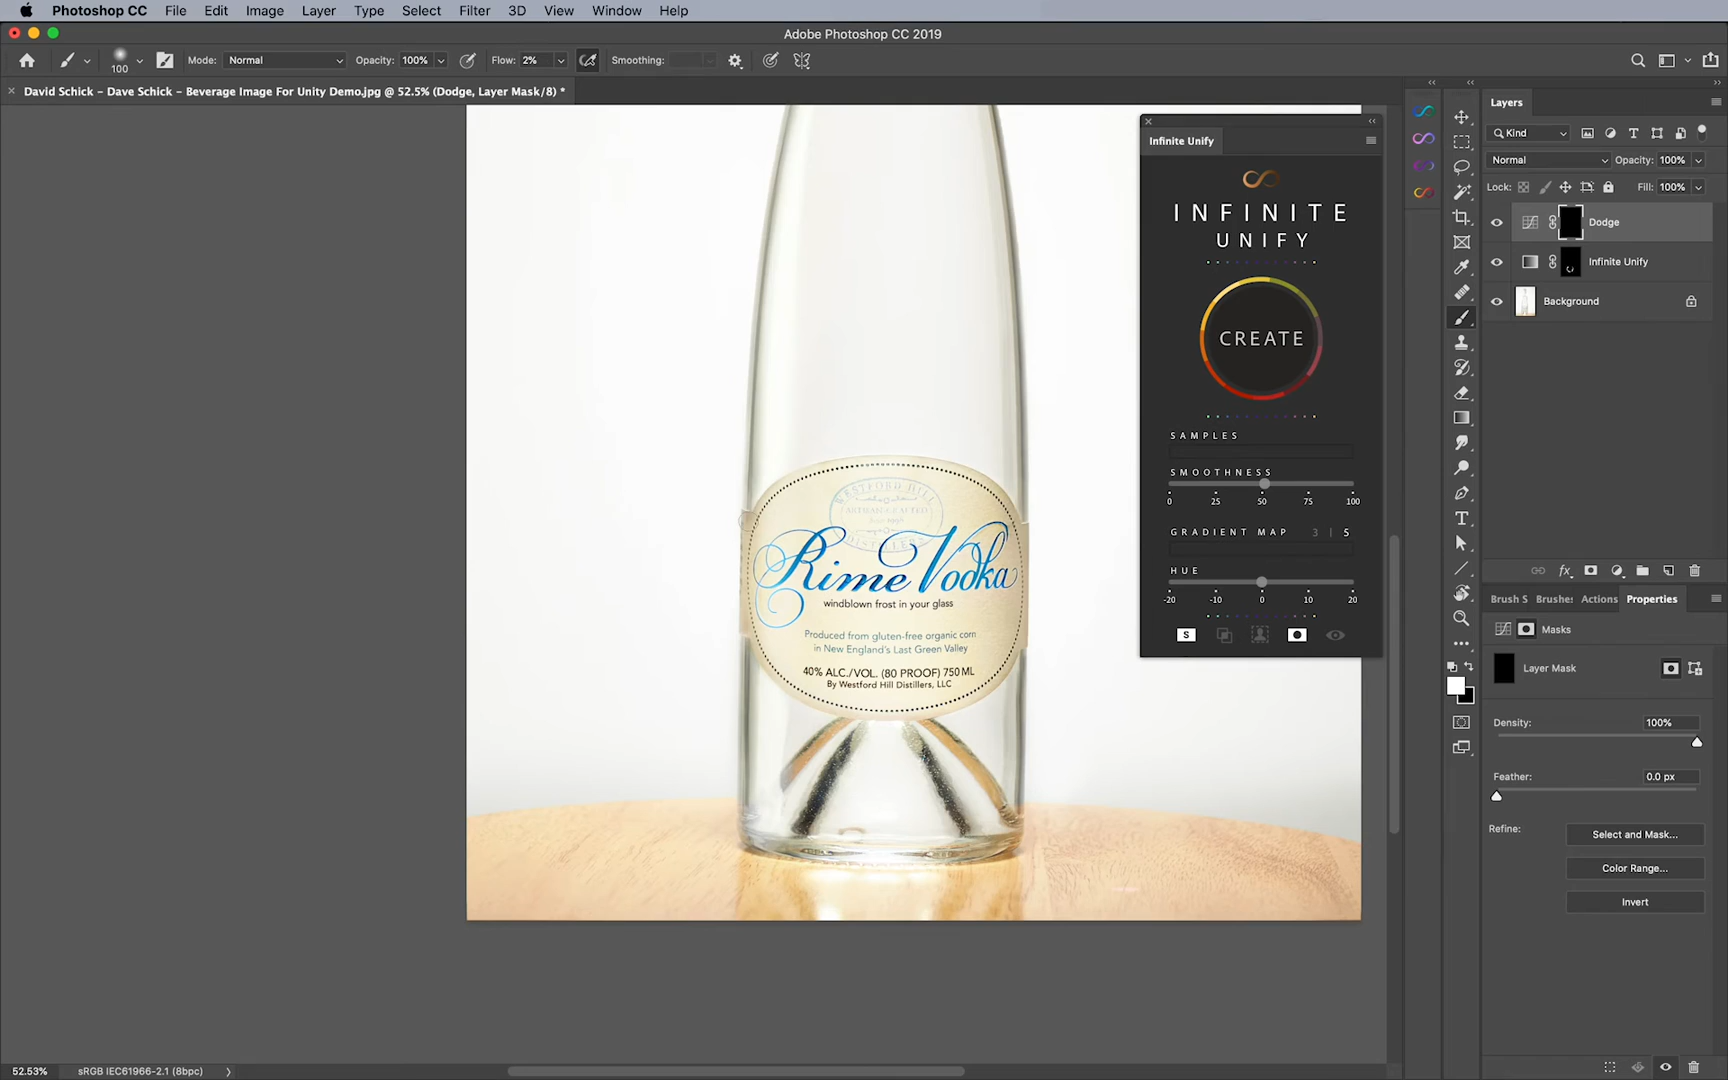 Photoshop CC File Edit Image Layer Type Select Filter 3D View Window Help
Adobe Photoshop CC 2019
100 Mode: Normal Opacity: 100% Flow: 2% Smoothing:
David Schick - Dave Schick - Beverage Image For Unity Demo.jpg @ 52.5% (Dodge, Layer Mask/8) *
Infinite Unify
INFINITE
UNIFY
CREATE
SAMPLES
SMOOTHNESS
0 25 50 75 100
GRADIENT MAP 3 | 5
HUE
-20 -10 0 10 20
S
WESTFORD HILL
ARTISAN CRAFTED
DISTILLERS
Rime Vodka
windblown frost in your glass
Produced from gluten-free organic corn
in New England's Last Green Valley
40% ALC./VOL. (80 PROOF) 750 ML
By Westford Hill Distillers, LLC
Layers
Kind
Normal Opacity: 100%
Lock: Fill: 100%
Dodge
Infinite Unify
Background
fx
Brush S Brushe: Actions Properties
Masks
Layer Mask
Density: 100%
Feather: 0.0 px
Refine: Select and Mask...
Color Range...
Invert
52.53% sRGB IEC61966-2.1 (8bpc)